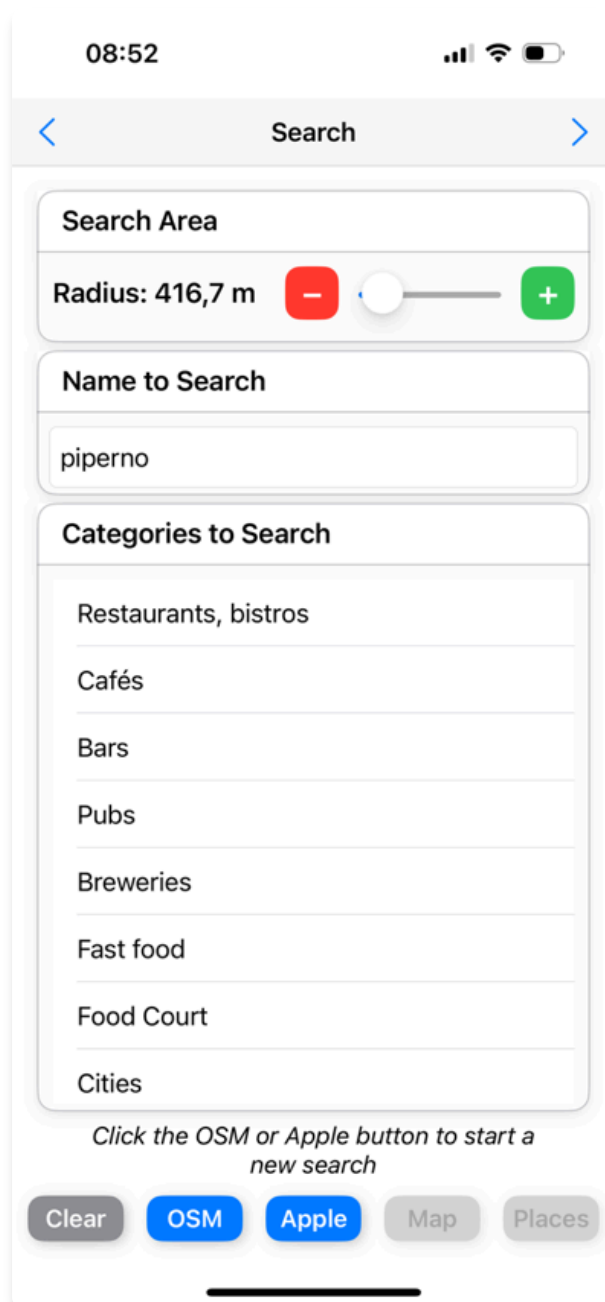 08:52
Search
Search Area
Radius: 416,7 m − +
Name to Search
piperno
Categories to Search
Restaurants, bistros
Cafés
Bars
Pubs
Breweries
Fast food
Food Court
Cities
Click the OSM or Apple button to start a
new search
Clear OSM Apple Map Places